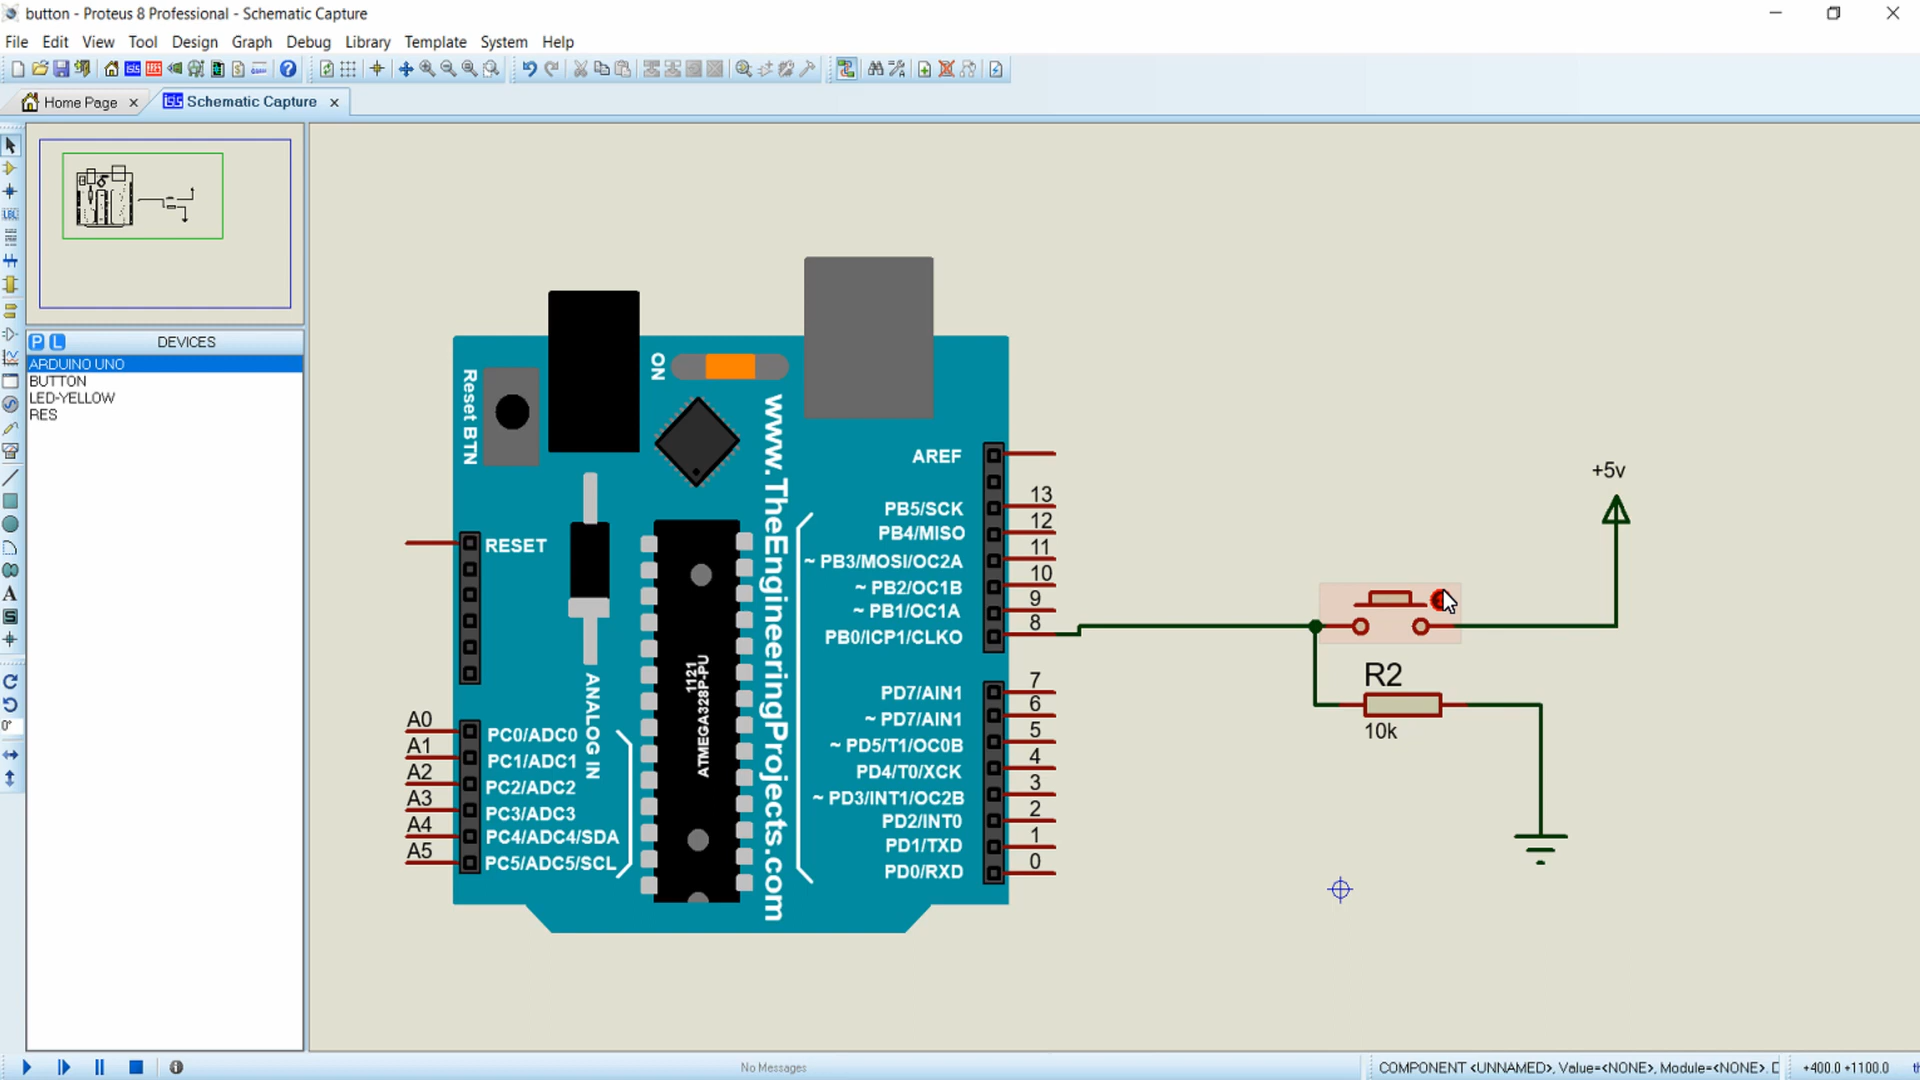 button - Proteus 8 Professional - Schematic Capture
File Edit View Tool Design Graph Debug Library Template System Help
Home Page
Schematic Capture
P L DEVICES
ARDUINO UNO
BUTTON
LED-YELLOW
RES
Reset BTN
ON
www.TheEngineeringProjects.com
ATMEGA328P-PU
1121
ANALOG IN
RESET
A0 PC0/ADC0
A1 PC1/ADC1
A2 PC2/ADC2
A3 PC3/ADC3
A4 PC4/ADC4/SDA
A5 PC5/ADC5/SCL
AREF
PB5/SCK 13
PB4/MISO 12
~ PB3/MOSI/OC2A 11
~ PB2/OC1B 10
~ PB1/OC1A 9
PB0/ICP1/CLKO 8
PD7/AIN1 7
~ PD7/AIN1 6
~ PD5/T1/OC0B 5
PD4/T0/XCK 4
~ PD3/INT1/OC2B 3
PD2/INT0 2
PD1/TXD 1
PD0/RXD 0
+5v
R2
10k
LBL
A
S
0°
No Messages
COMPONENT <UNNAMED>, Value=<NONE>, Module=<NONE>.
+400.0 +1100.0